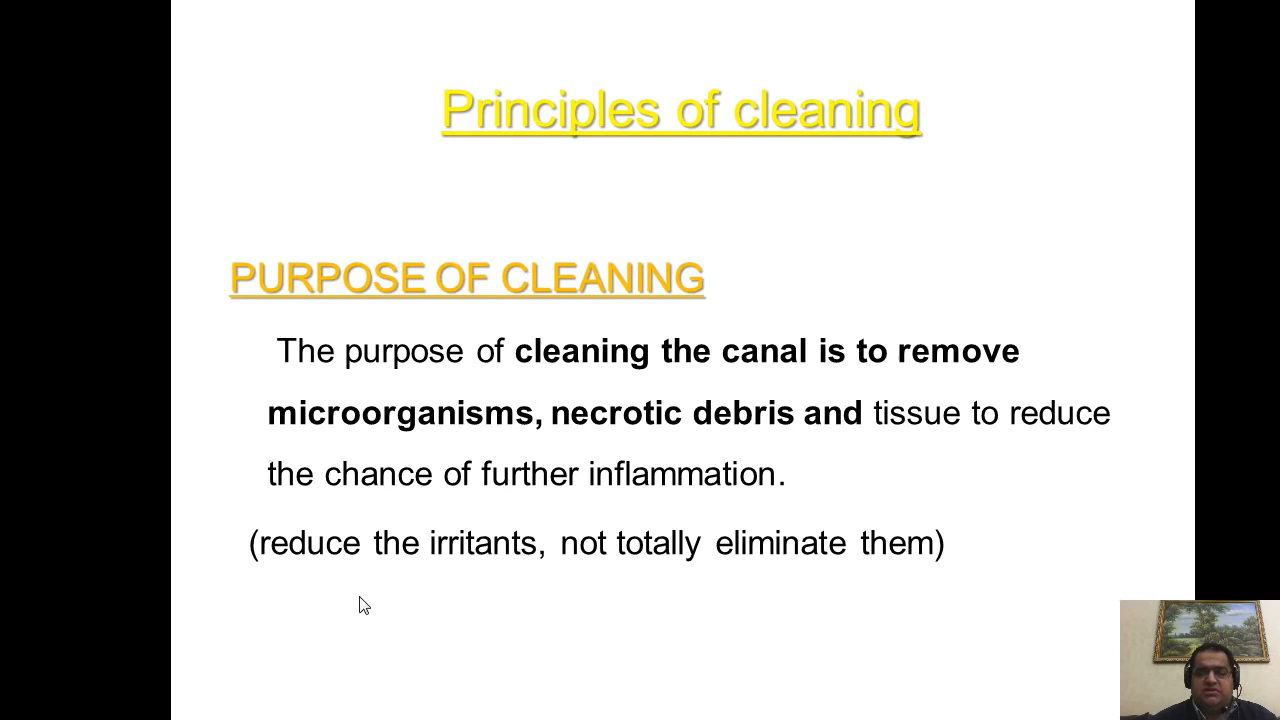 Principles of cleaning
PURPOSE OF CLEANING
The purpose of cleaning the canal is to remove
microorganisms, necrotic debris and tissue to reduce
the chance of further inflammation.
(reduce the irritants, not totally eliminate them)